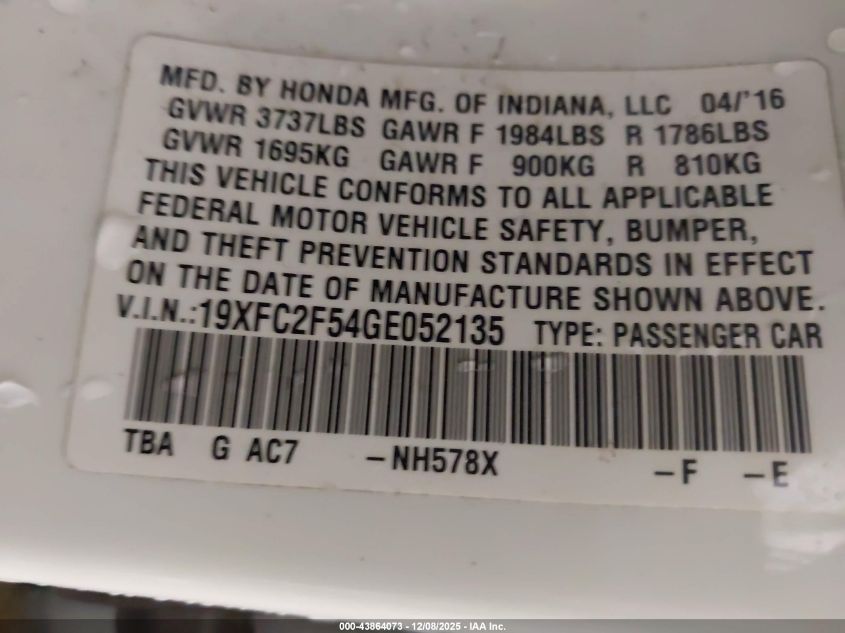 MFD. BY HONDA MFG. OF INDIANA, LLC 04/'16
GVWR 3737LBS GAWR F 1984LBS R 1786LBS
GVWR 1695KG GAWR F 900KG R 810KG
THIS VEHICLE CONFORMS TO ALL APPLICABLE
FEDERAL MOTOR VEHICLE SAFETY, BUMPER,
AND THEFT PREVENTION STANDARDS IN EFFECT
ON THE DATE OF MANUFACTURE SHOWN ABOVE.
V.I.N.:19XFC2F54GE052135 TYPE: PASSENGER CAR
TBA G AC7 –NH578X –F –E
000-43864073 - 12/08/2025 - IAA Inc.